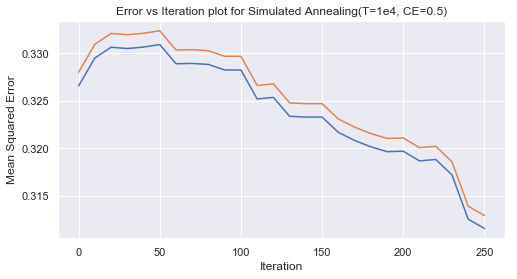 Error vs Iteration plot for Simulated Annealing(T=1e4, CE=0.5)
Mean Squared Error
0.330
0.325
0.320
0.315
0 50 100 150 200 250
Iteration